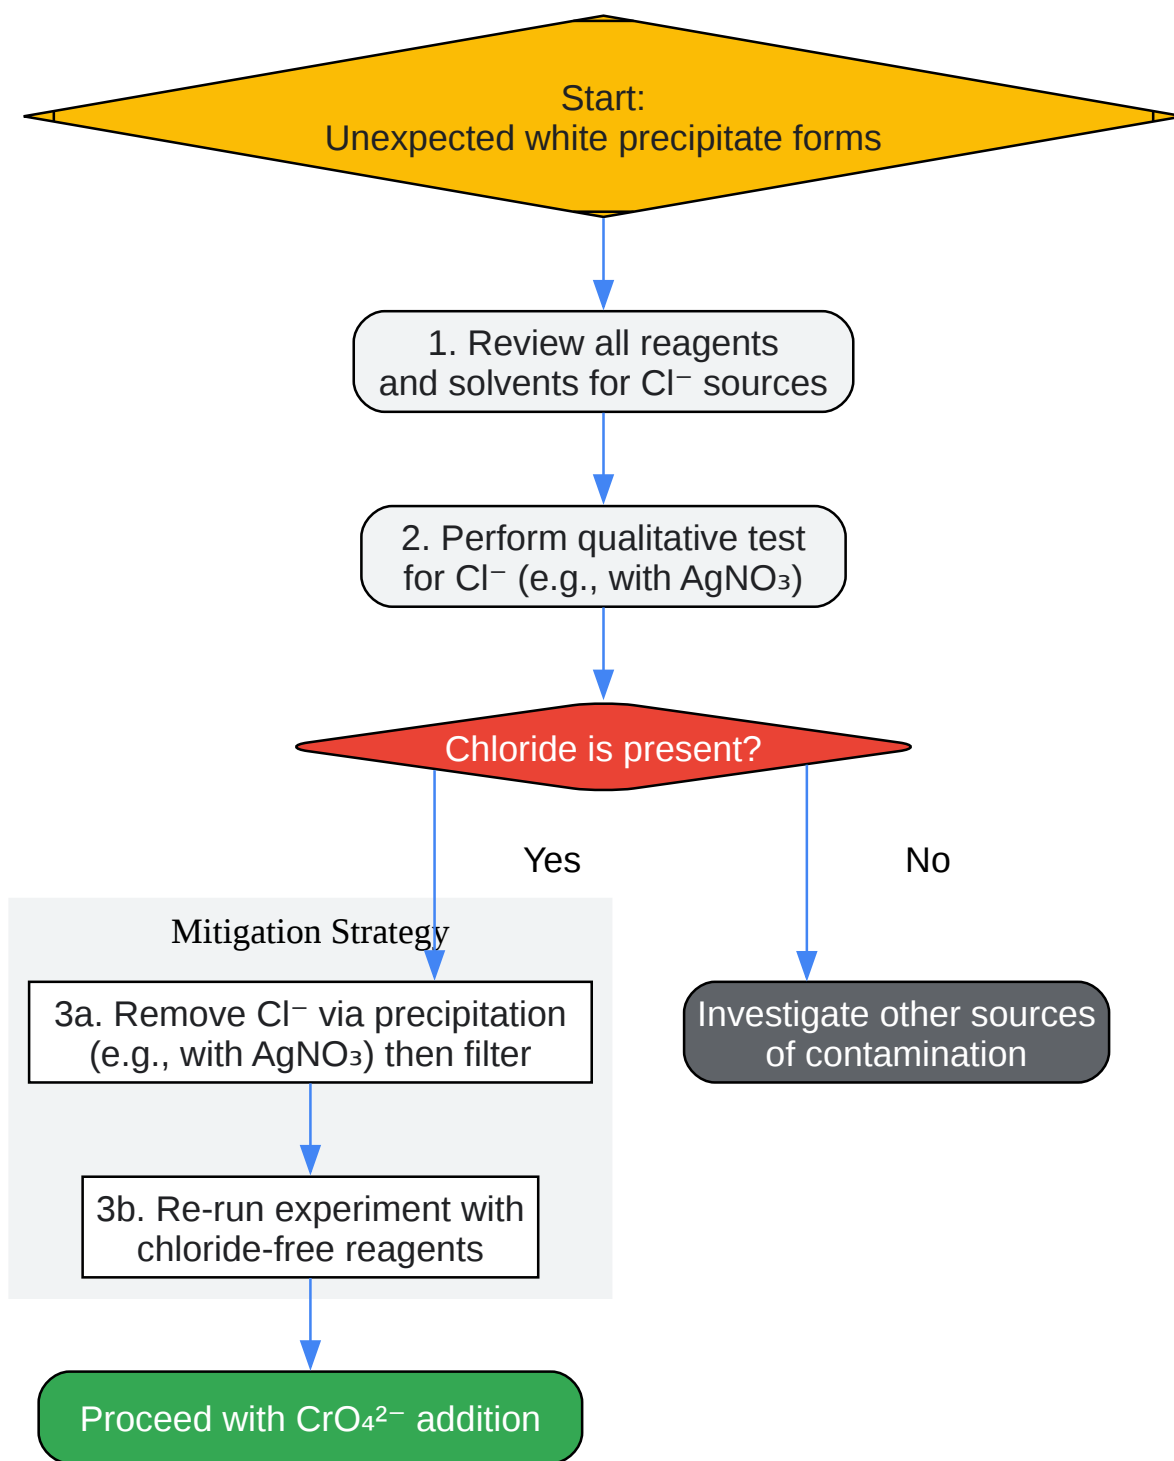 Start:
Unexpected white precipitate forms
1. Review all reagents
and solvents for Cl⁻ sources
2. Perform qualitative test
for Cl⁻ (e.g., with AgNO₃)
Chloride is present?
Yes
No
Mitigation Strategy
3a. Remove Cl⁻ via precipitation
(e.g., with AgNO₃) then filter
Investigate other sources
of contamination
3b. Re-run experiment with
chloride-free reagents
Proceed with CrO₄²⁻ addition